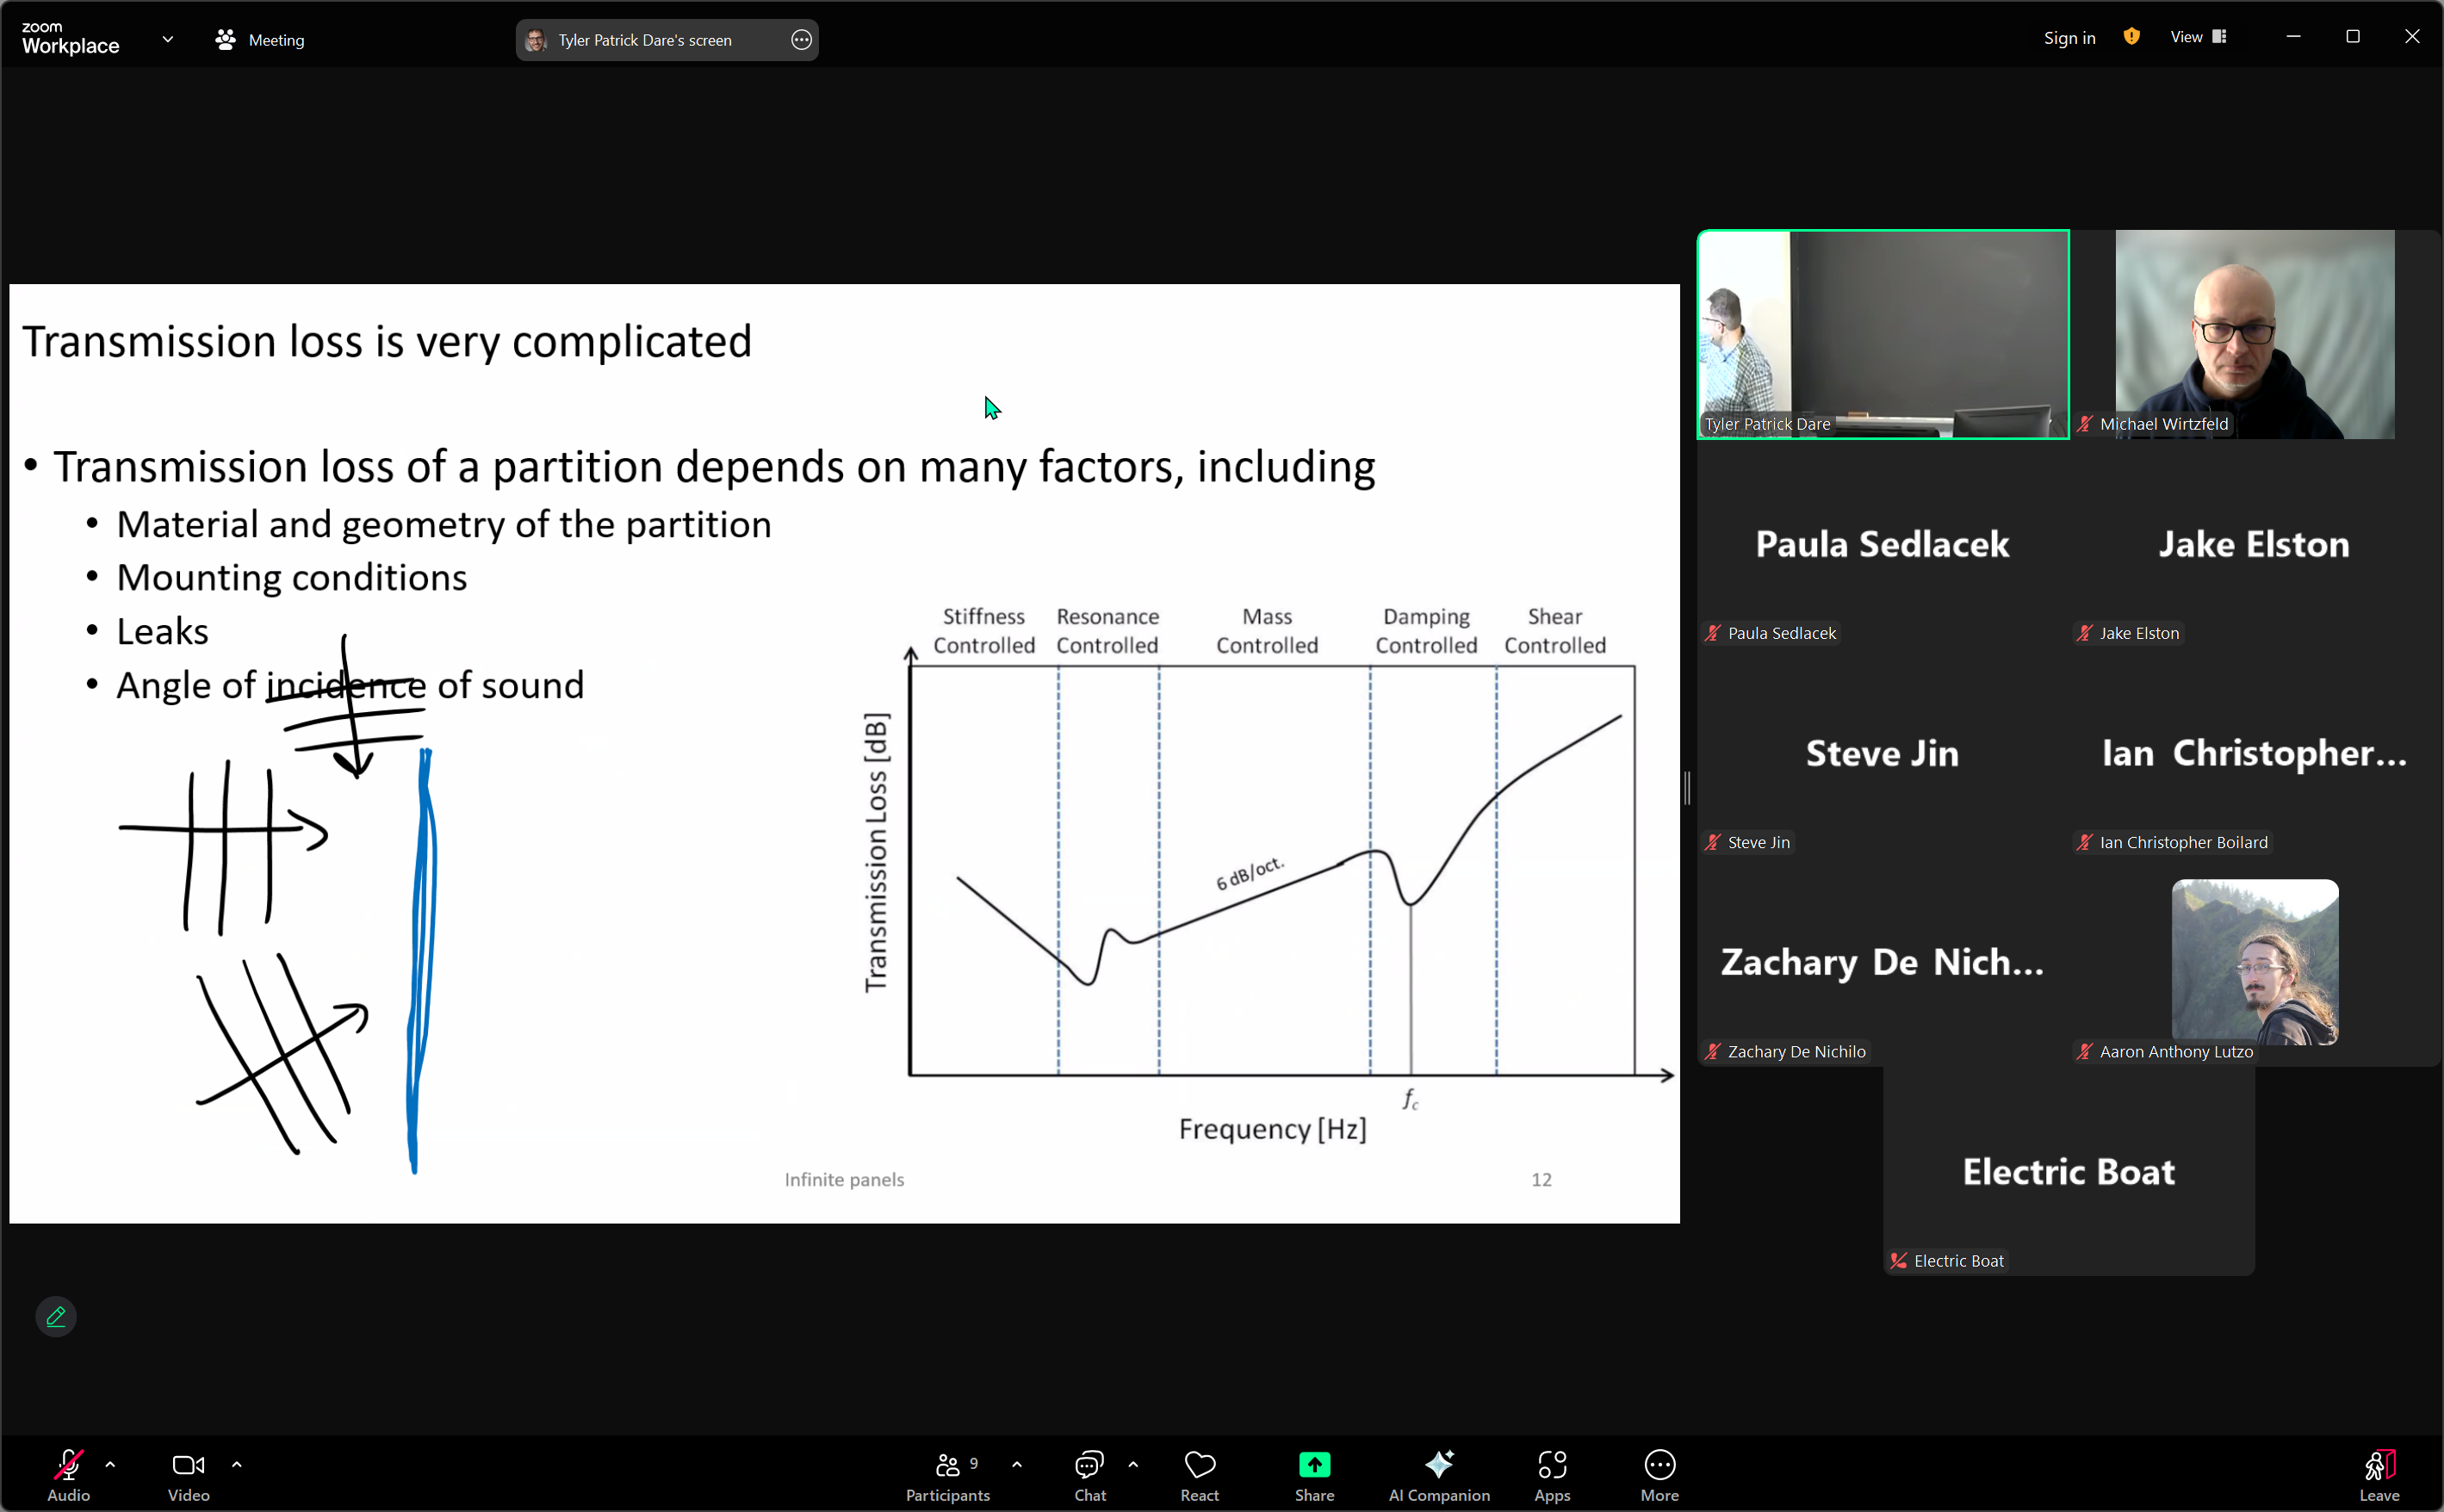 zoom
Workplace
Meeting
Tyler Patrick Dare's screen
Sign in
View
Transmission loss is very complicated
• Transmission loss of a partition depends on many factors, including
• Material and geometry of the partition
• Mounting conditions
• Leaks
• Angle of incidence of sound
Stiffness
Controlled
Resonance
Controlled
Mass
Controlled
Damping
Controlled
Shear
Controlled
Transmission Loss [dB]
6 dB/oct.
fc
Frequency [Hz]
Infinite panels
12
Tyler Patrick Dare
Michael Wirtzfeld
Paula Sedlacek
Paula Sedlacek
Jake Elston
Jake Elston
Steve Jin
Steve Jin
Ian Christopher...
Ian Christopher Boilard
Zachary De Nich...
Zachary De Nichilo
Aaron Anthony Lutzo
Electric Boat
Electric Boat
Audio
Video
Participants
9
Chat
React
Share
AI Companion
Apps
More
Leave